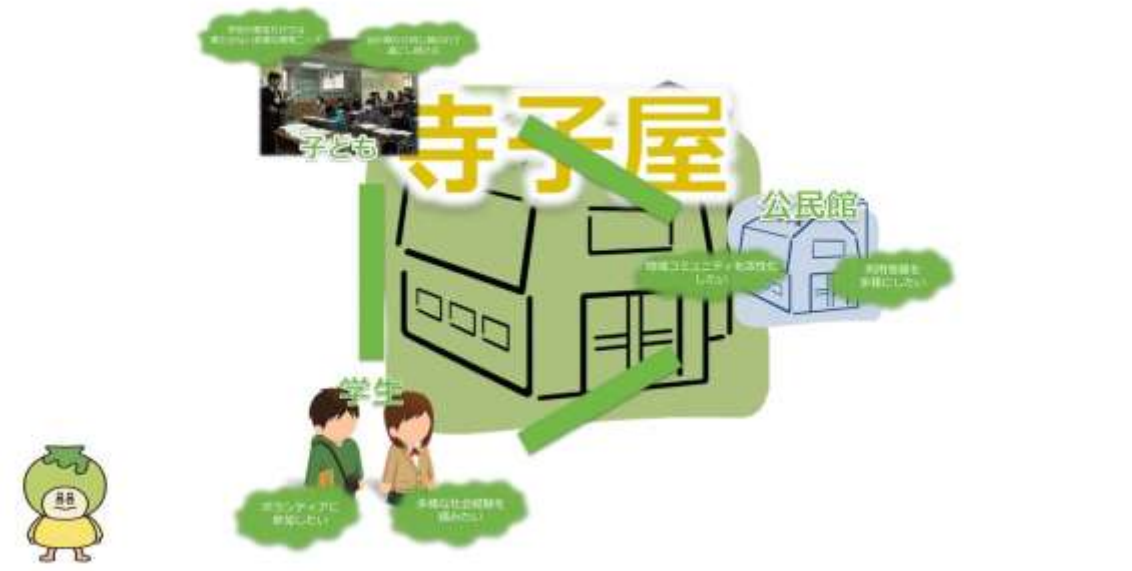 子ども
寺子屋
公民館
地域コミュニティを活性化
したい
利用者層を
多様にしたい
学生
ボランティアに
参加したい
多様な社会経験を
積みたい